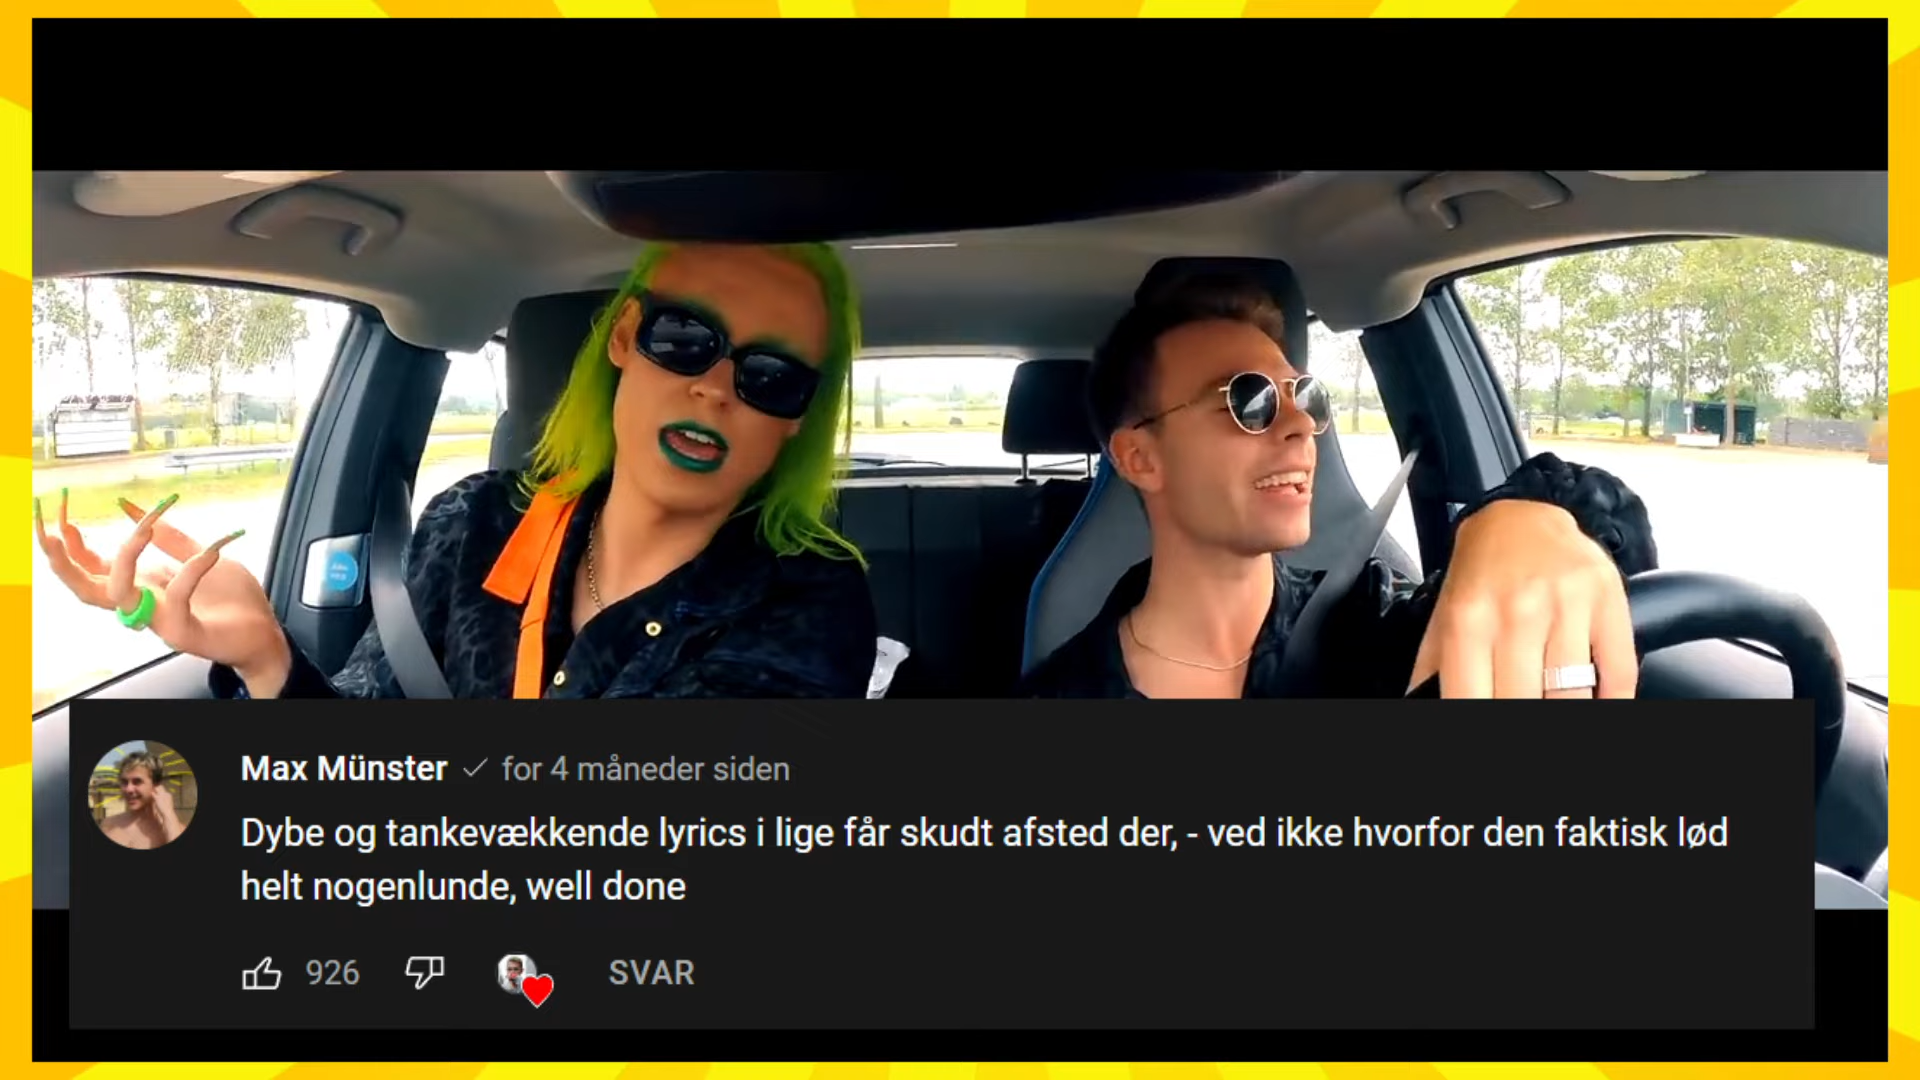 Max Münster for 4 måneder siden
Dybe og tankevækkende lyrics i lige får skudt afsted der, - ved ikke hvorfor den faktisk lød
helt nogenlunde, well done
926 SVAR